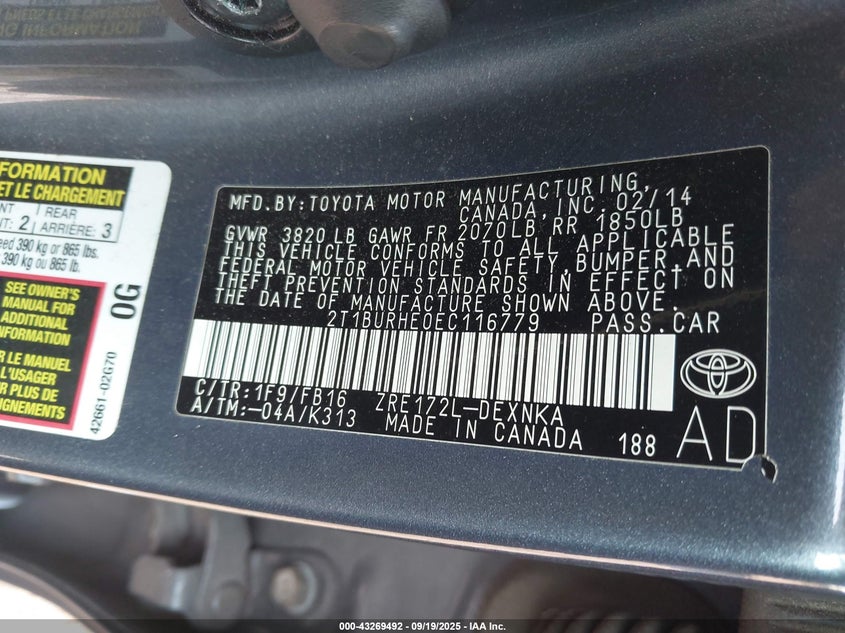 FORMATION
ET LE CHARGEMENT
2
REAR
ARRIÈRE: 3
390 kg or 865 lbs.
390 kg ou 865 lb.
SEE OWNER'S
MANUAL FOR
ADDITIONAL
INFORMATION
LE MANUEL
L'USAGER
PLUS DE
RENSEIGNEMENTS
0G
42661-02G70
MFD.BY:TOYOTA MOTOR MANUFACTURING,
CANADA,INC. 02/14
GVWR 3820 LB GAWR FR 2070LB RR 1850LB
THIS VEHICLE CONFORMS TO ALL APPLICABLE
FEDERAL MOTOR VEHICLE SAFETY,BUMPER,AND
THEFT PREVENTION STANDARDS IN EFFECT ON
THE DATE OF MANUFACTURE SHOWN ABOVE.
2T1BURHE0EC116779 PASS.CAR
C/TR:1F9/FB16 ZRE172L-DEXNKA
A/TM:-04A/K313 MADE IN CANADA 188
AD
000-43269492 - 09/19/2025 - IAA Inc.